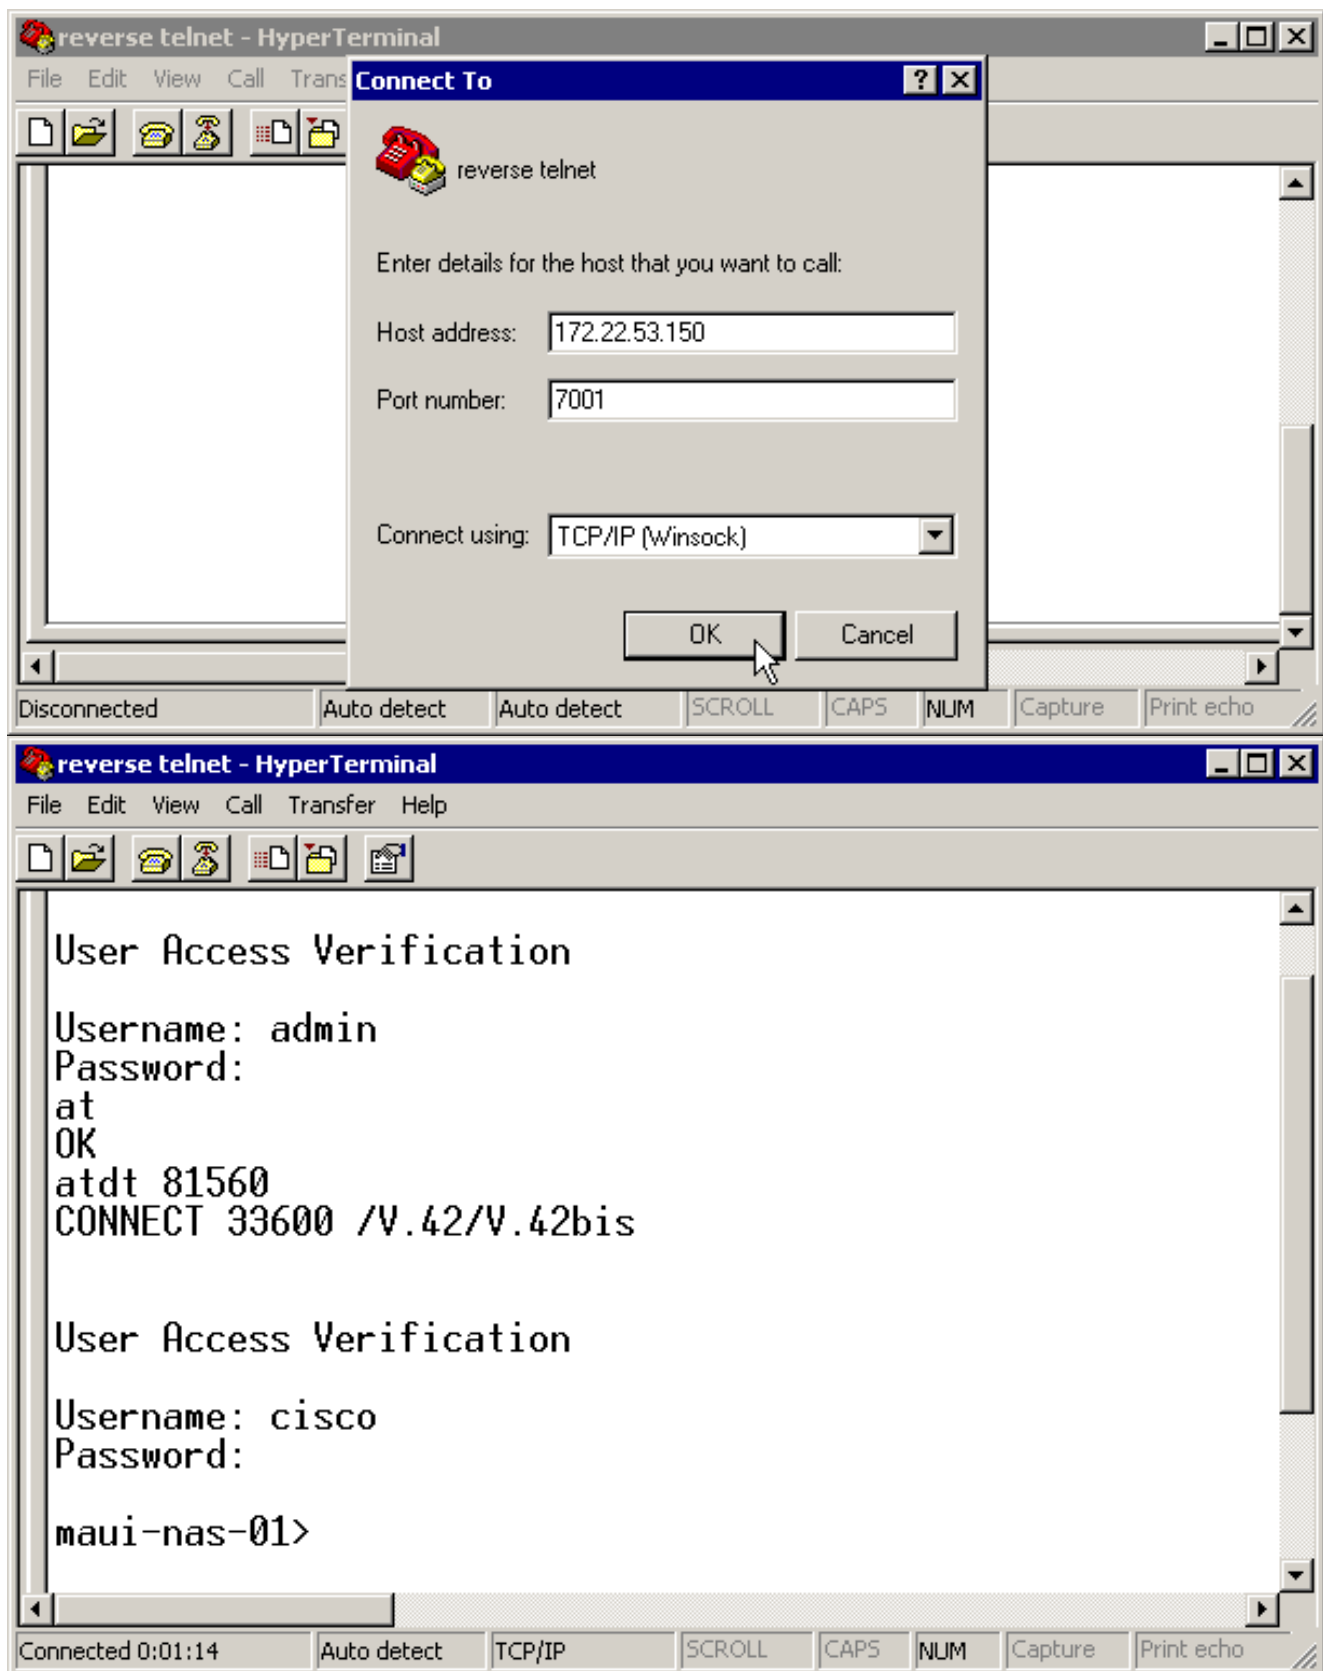 reverse telnet - HyperTerminal
File Edit View Call Trans
Connect To
reverse telnet
Enter details for the host that you want to call:
Host address: 172.22.53.150
Port number: 7001
Connect using: TCP/IP (Winsock)
OK Cancel
Disconnected Auto detect Auto detect SCROLL CAPS NUM Capture Print echo
reverse telnet - HyperTerminal
File Edit View Call Transfer Help
User Access Verification
Username: admin
Password:
at
OK
atdt 81560
CONNECT 33600 /V.42/V.42bis
User Access Verification
Username: cisco
Password:
maui-nas-01>
Connected 0:01:14 Auto detect TCP/IP SCROLL CAPS NUM Capture Print echo